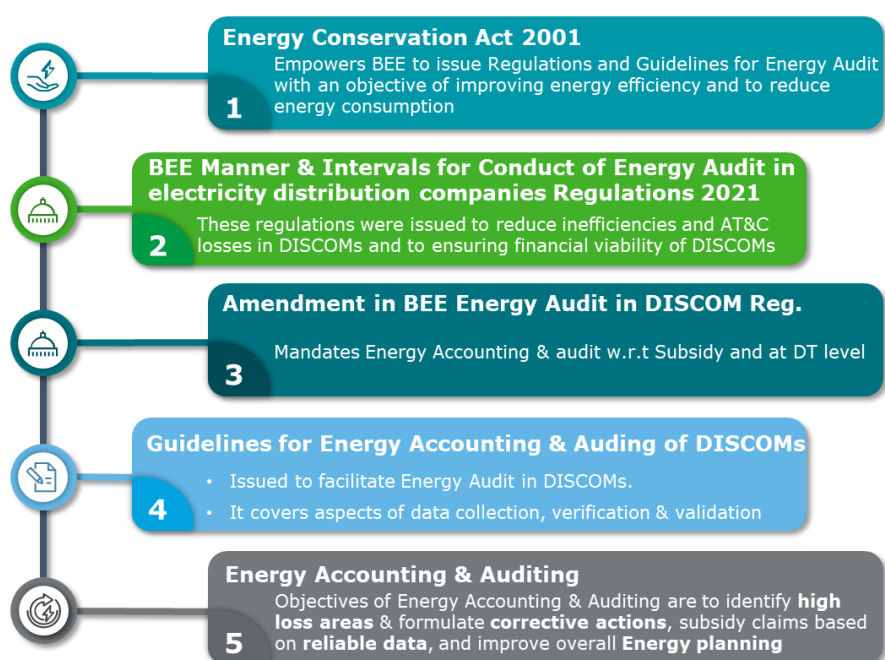 Energy Conservation Act 2001
Empowers BEE to issue Regulations and Guidelines for Energy Audit
with an objective of improving energy efficiency and to reduce
energy consumption
1
BEE Manner & Intervals for Conduct of Energy Audit in
electricity distribution companies Regulations 2021
These regulations were issued to reduce inefficiencies and AT&C
losses in DISCOMs and to ensuring financial viability of DISCOMs
2
Amendment in BEE Energy Audit in DISCOM Reg.
Mandates Energy Accounting & audit w.r.t Subsidy and at DT level
3
Guidelines for Energy Accounting & Auding of DISCOMs
• Issued to facilitate Energy Audit in DISCOMs.
• It covers aspects of data collection, verification & validation
4
Energy Accounting & Auditing
Objectives of Energy Accounting & Auditing are to identify high
loss areas & formulate corrective actions, subsidy claims based
on reliable data, and improve overall Energy planning
5